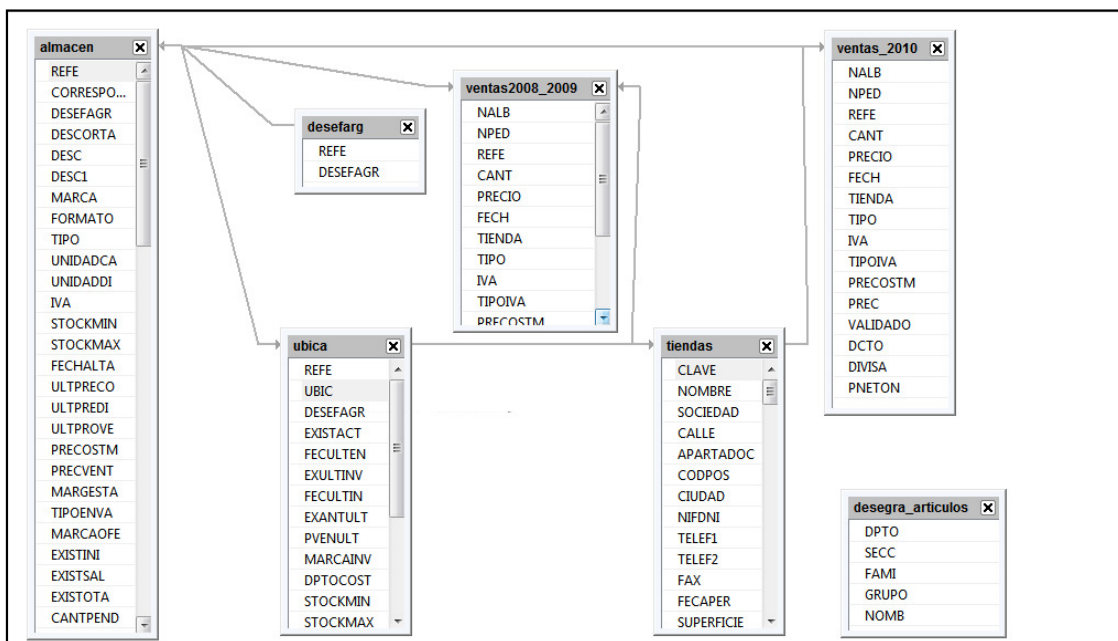 almacen
REFE
CORRESPO...
DESEFAGR
DESCORTA
DESC
DESC1
MARCA
FORMATO
TIPO
UNIDADCA
UNIDADDI
IVA
STOCKMIN
STOCKMAX
FECHALTA
ULTPRECO
ULTPREDI
ULTPROVE
PRECOSTM
PRECVENT
MARGESTA
TIPOENVA
MARCAOFE
EXISTINI
EXISTSAL
EXISTOTA
CANTPEND
desefarg
REFE
DESEFAGR
ventas2008_2009
NALB
NPED
REFE
CANT
PRECIO
FECH
TIENDA
TIPO
IVA
TIPOIVA
PRECOSTM
ventas_2010
NALB
NPED
REFE
CANT
PRECIO
FECH
TIENDA
TIPO
IVA
TIPOIVA
PRECOSTM
PREC
VALIDADO
DCTO
DIVISA
PNETON
ubica
REFE
UBIC
DESEFAGR
EXISTACT
FECULTEN
EXULTINV
FECULTIN
EXANTULT
PVENULT
MARCAINV
DPTOCOST
STOCKMIN
STOCKMAX
tiendas
CLAVE
NOMBRE
SOCIEDAD
CALLE
APARTADOC
CODPOS
CIUDAD
NIFDNI
TELEF1
TELEF2
FAX
FECAPER
SUPERFICIE
desegra_articulos
DPTO
SECC
FAMI
GRUPO
NOMB